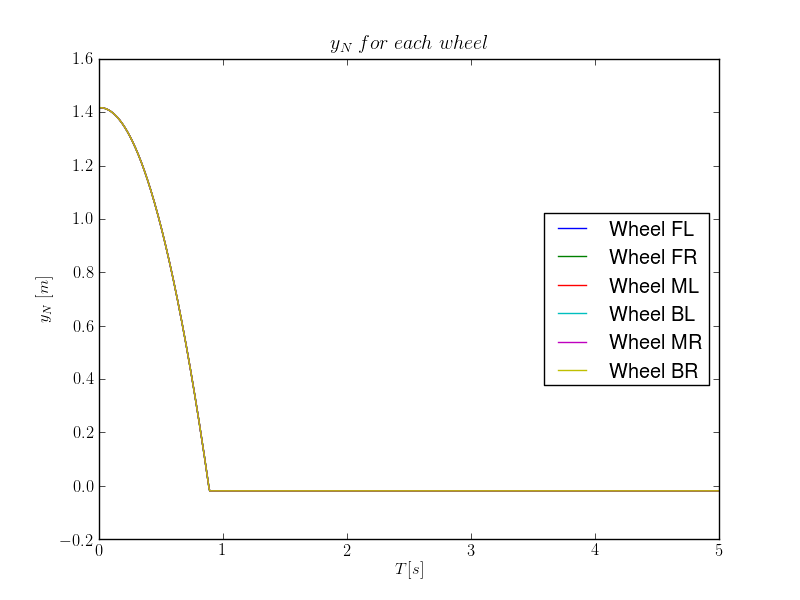 y_N for each wheel
1.6
1.4
1.2
1.0
0.8
0.6
0.4
0.2
0.0
−0.2
y_N [m]
Wheel FL
Wheel FR
Wheel ML
Wheel BL
Wheel MR
Wheel BR
0 1 2 3 4 5
T[s]